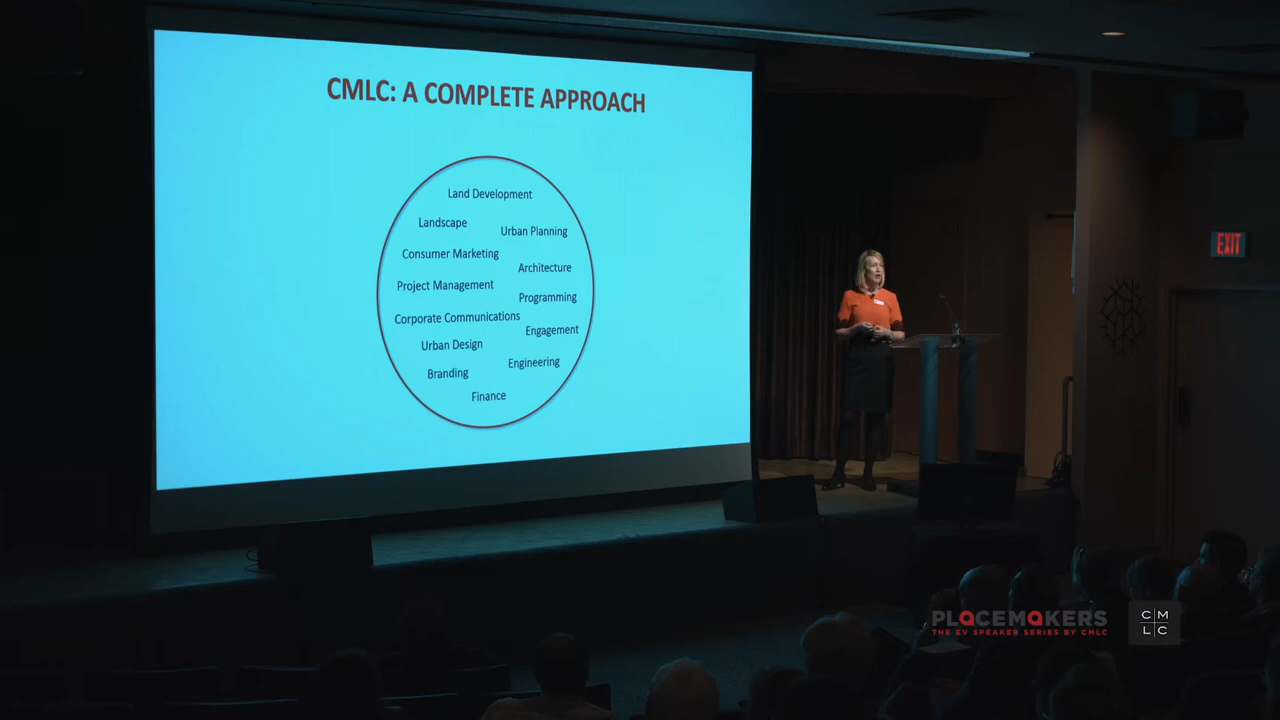 CMLC: A COMPLETE APPROACH
Land Development
Landscape
Urban Planning
Consumer Marketing
Architecture
Project Management
Programming
Corporate Communications
Engagement
Urban Design
Engineering
Branding
Finance
EXIT
PLACEMAKERS
THE EV SPEAKER SERIES BY CMLC
CM
LC